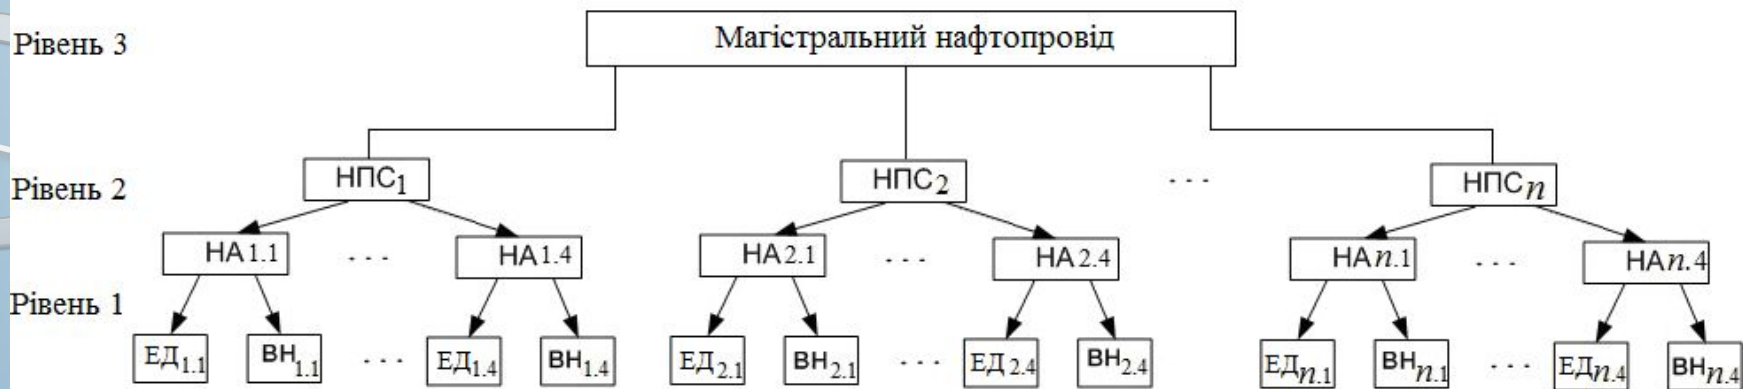 Рівень 3
Магістральний нафтопровід
Рівень 2
НПС1 НПС2 . . . НПСn
НА1.1 . . . НА1.4 НА2.1 . . . НА2.4 НАn.1 . . . НАn.4
Рівень 1
ЕД1.1 ВН1.1 . . . ЕД1.4 ВН1.4 ЕД2.1 ВН2.1 . . . ЕД2.4 ВН2.4 ЕДn.1 ВНn.1 . . . ЕДn.4 ВНn.4